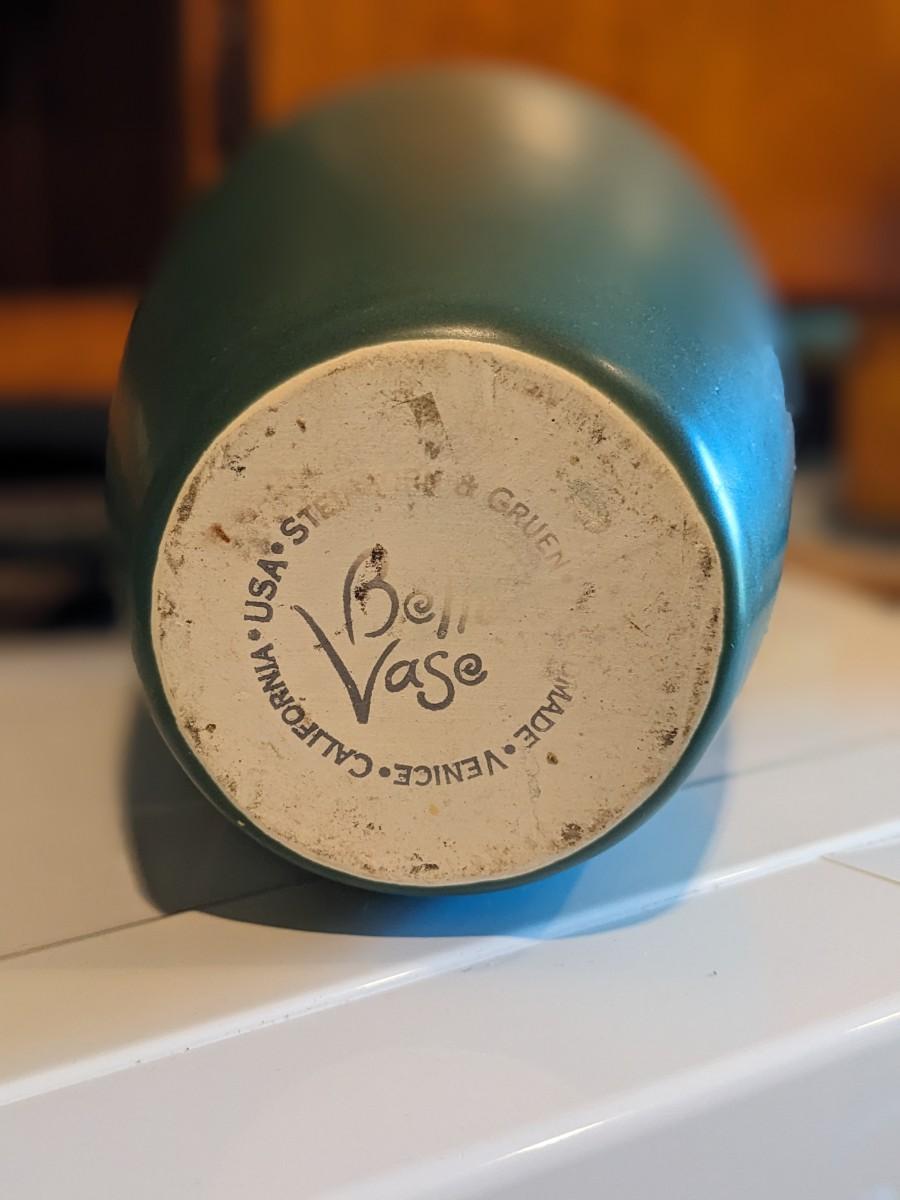 & GRUEN
MADE • VENICE • CALIFORNIA • USA •
Vase